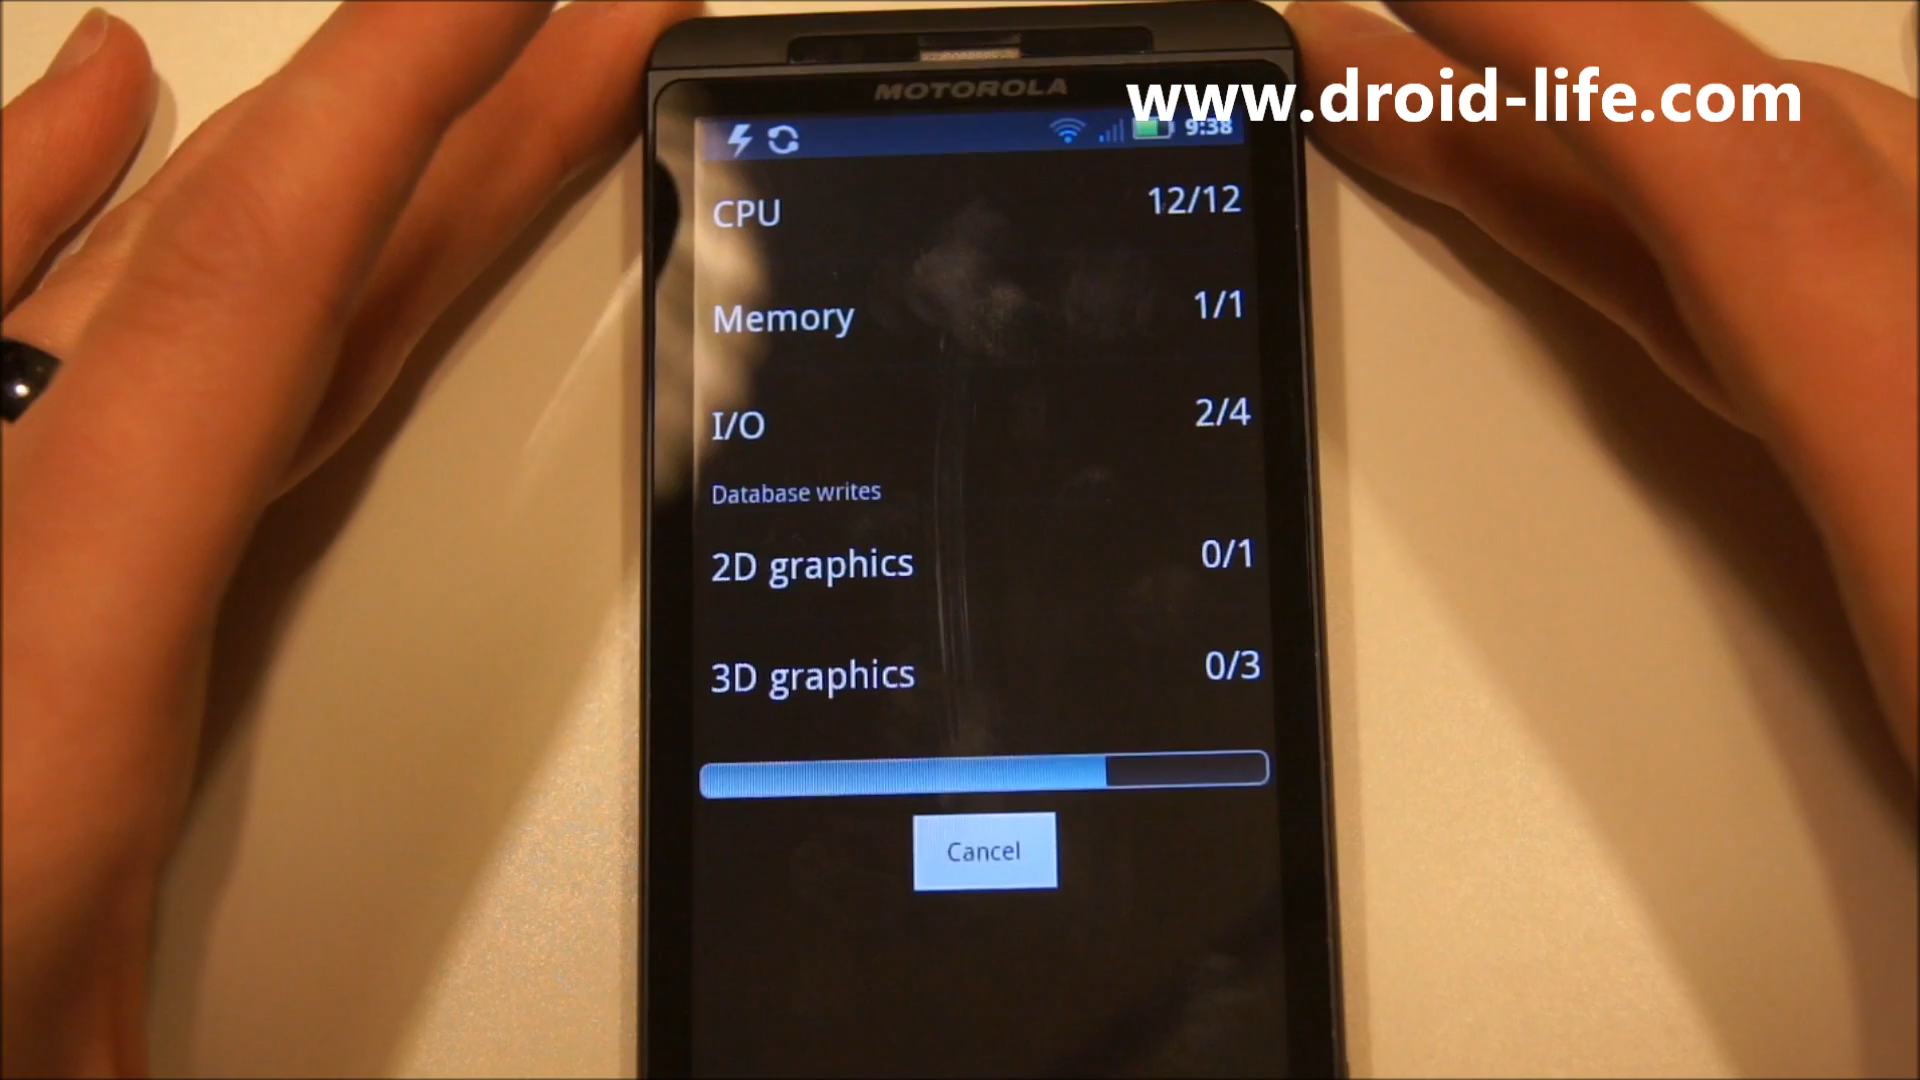 www.droid-life.com
MOTOROLA
9:38
CPU 12/12
Memory 1/1
I/O 2/4
Database writes
2D graphics 0/1
3D graphics 0/3
Cancel